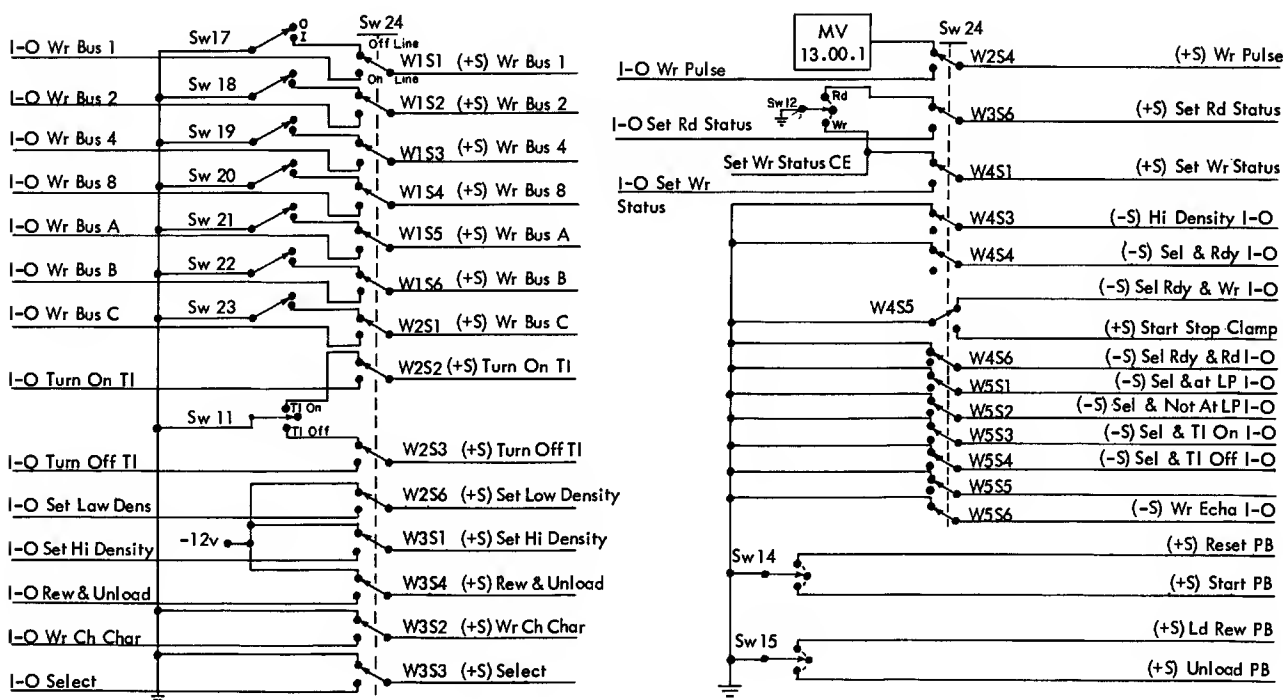 Sw17
O
I
Sw 24
Off Line
I-O Wr Bus 1
W1S1 (+S) Wr Bus 1
On Line
Sw 18
I-O Wr Bus 2
W1S2 (+S) Wr Bus 2
Sw 19
I-O Wr Bus 4
W1S3 (+S) Wr Bus 4
Sw 20
I-O Wr Bus 8
W1S4 (+S) Wr Bus 8
Sw 21
I-O Wr Bus A
W1S5 (+S) Wr Bus A
Sw 22
I-O Wr Bus B
W1S6 (+S) Wr Bus B
Sw 23
I-O Wr Bus C
W2S1 (+S) Wr Bus C
I-O Turn On TI
W2S2 (+S) Turn On TI
Sw 11
TI On
TI Off
I-O Turn Off TI
W2S3 (+S) Turn Off TI
I-O Set Law Dens
W2S6 (+S) Set Low Density
-12v
I-O Set Hi Density
W3S1 (+S) Set Hi Density
I-O Rew & Unload
W3S4 (+S) Rew & Unload
I-O Wr Ch Char
W3S2 (+S) Wr Ch Char
I-O Select
W3S3 (+S) Select
MV
13.00.1
Sw 24
I-O Wr Pulse
W2S4 (+S) Wr Pulse
Sw12
Rd
Wr
I-O Set Rd Status
W3S6 (+S) Set Rd Status
Set Wr Status CE
I-O Set Wr
Status
W4S1 (+S) Set Wr Status
W4S3 (-S) Hi Density I-O
W4S4 (-S) Sel & Rdy I-O
W4S5 (-S) Sel Rdy & Wr I-O
(+S) Start Stop Clamp
W4S6 (-S) Sel Rdy & Rd I-O
W5S1 (-S) Sel & at LP I-O
W5S2 (-S) Sel & Not At LP I-O
W5S3 (-S) Sel & TI On I-O
W5S4 (-S) Sel & TI Off I-O
W5S5
W5S6 (-S) Wr Echa I-O
Sw 14
(+S) Reset PB
(+S) Start PB
Sw 15
(+S) Ld Rew PB
(+S) Unload PB